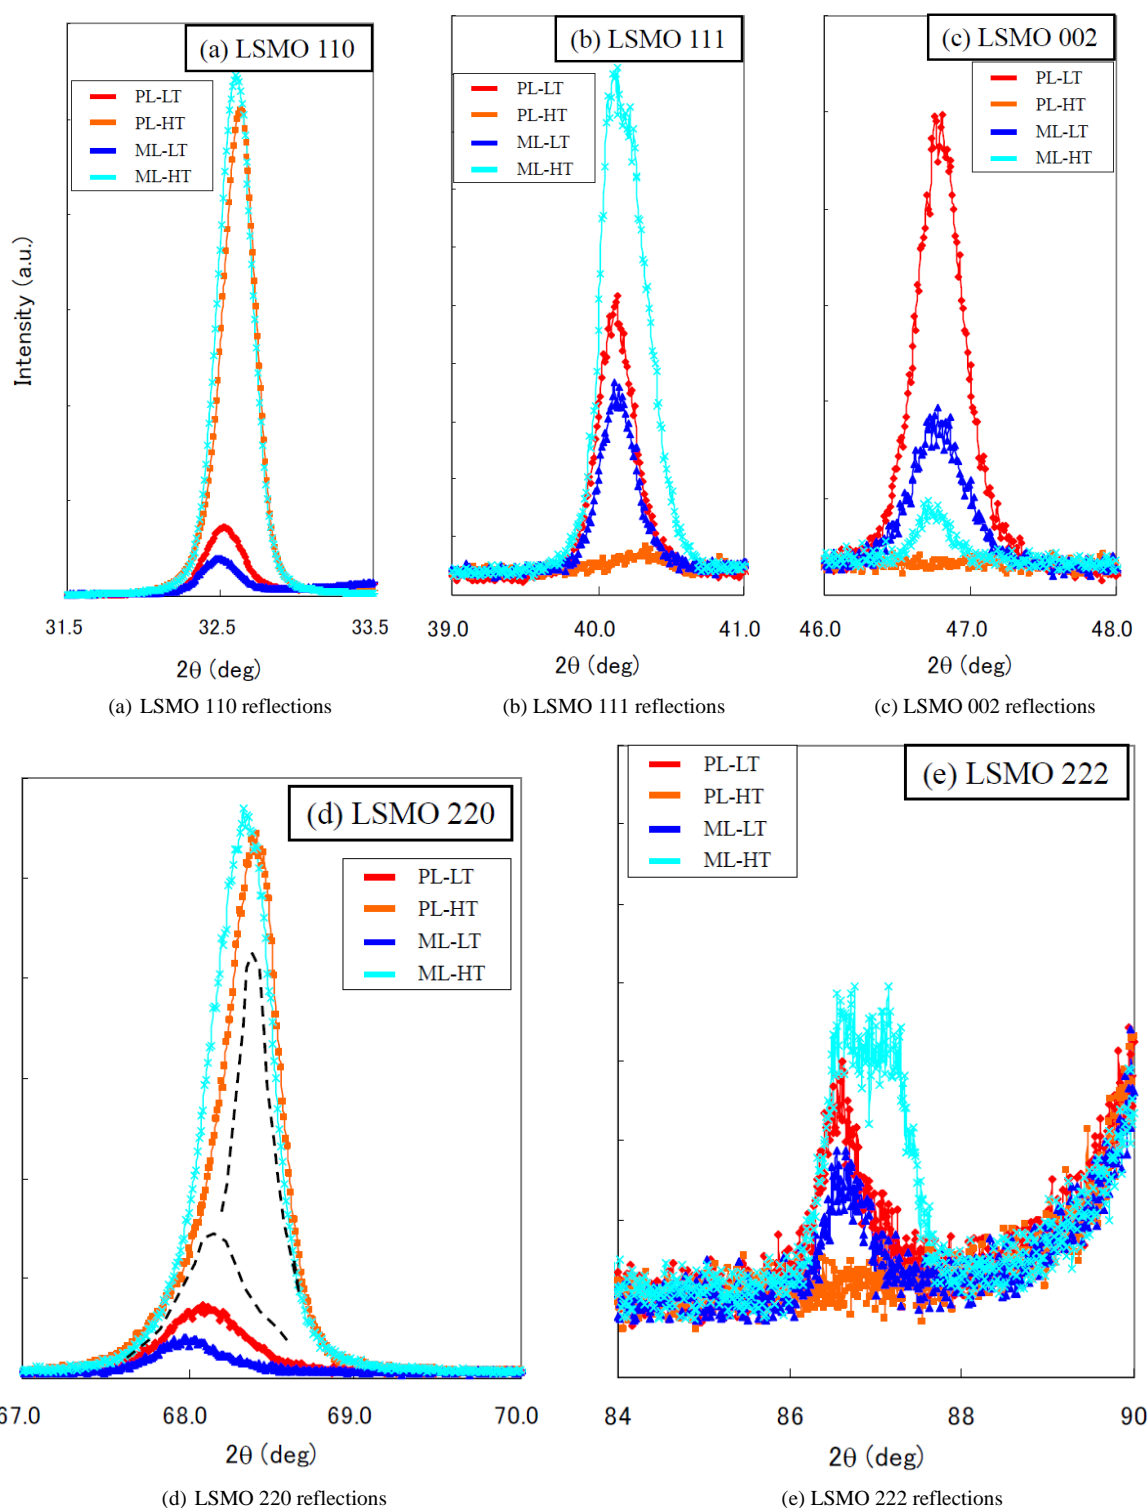 (a) LSMO 110
PL-LT
PL-HT
ML-LT
ML-HT
Intensity (a.u.)
31.5 32.5 33.5
2θ (deg)
(a) LSMO 110 reflections
(b) LSMO 111
PL-LT
PL-HT
ML-LT
ML-HT
39.0 40.0 41.0
2θ (deg)
(b) LSMO 111 reflections
(c) LSMO 002
PL-LT
PL-HT
ML-LT
ML-HT
46.0 47.0 48.0
2θ (deg)
(c) LSMO 002 reflections
(d) LSMO 220
PL-LT
PL-HT
ML-LT
ML-HT
67.0 68.0 69.0 70.0
2θ (deg)
(d) LSMO 220 reflections
(e) LSMO 222
PL-LT
PL-HT
ML-LT
ML-HT
84 86 88 90
2θ (deg)
(e) LSMO 222 reflections